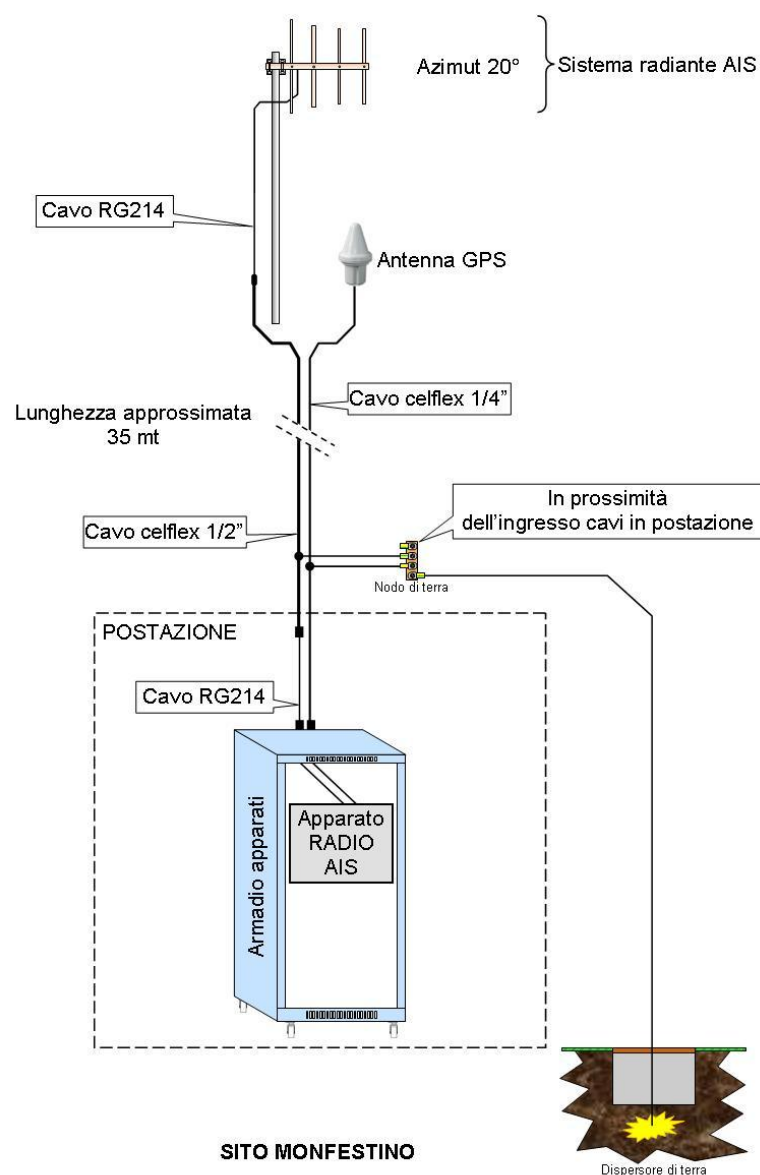 Azimut 20°
Sistema radiante AIS
Cavo RG214
Antenna GPS
Cavo celflex 1/4”
Lunghezza approssimata
35 mt
In prossimità
dell’ingresso cavi in postazione
Cavo celflex 1/2”
Nodo di terra
POSTAZIONE
Cavo RG214
Armadio apparati
Apparato
RADIO
AIS
SITO MONFESTINO
Dispersore di terra